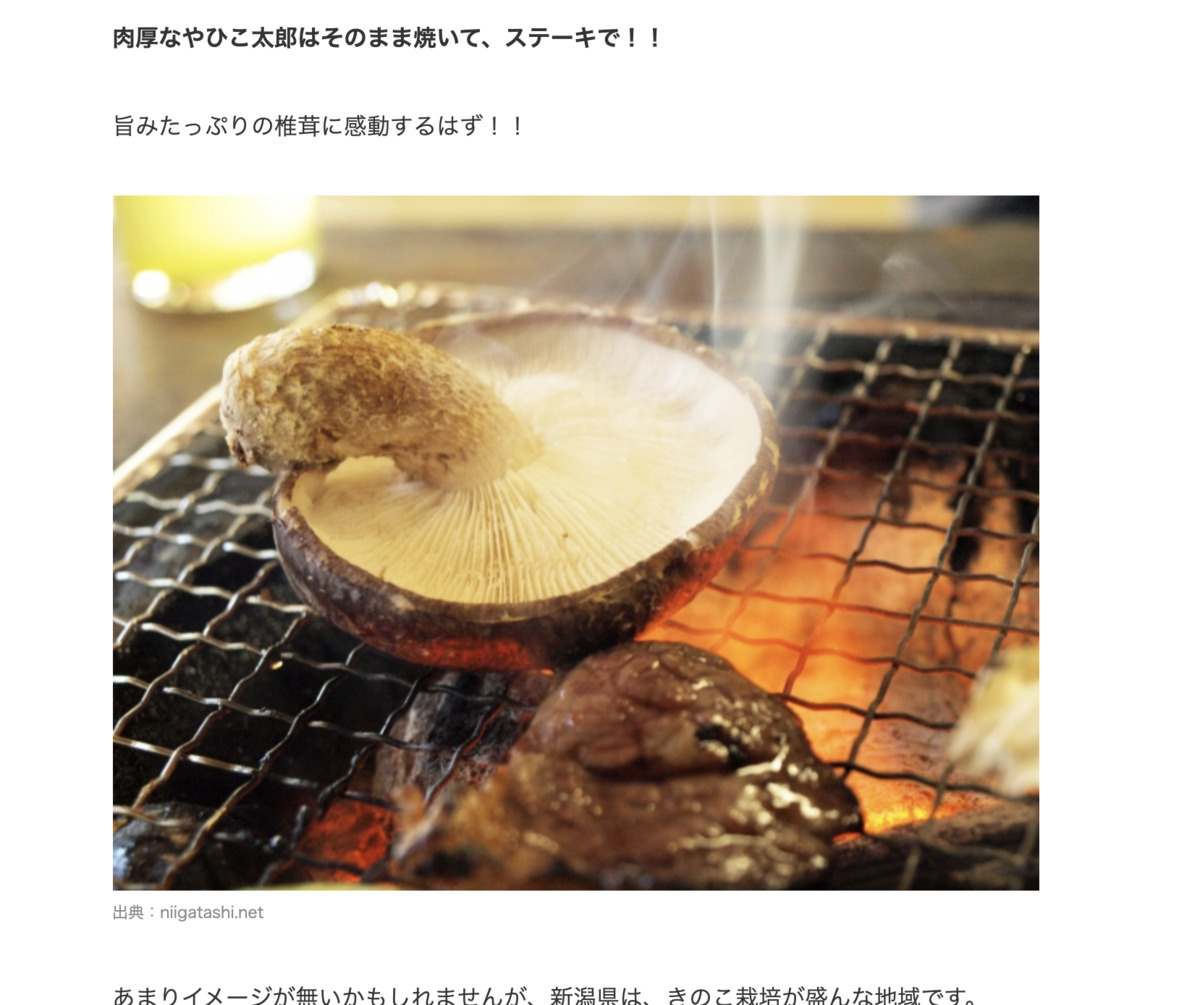 肉厚なやひこ太郎はそのまま焼いて、ステーキで！！
旨みたっぷりの椎茸に感動するはず！！
出典：niigatashi.net
あまりイメージが無いかもしれませんが、新潟県は、きのこ栽培が盛んな地域です。